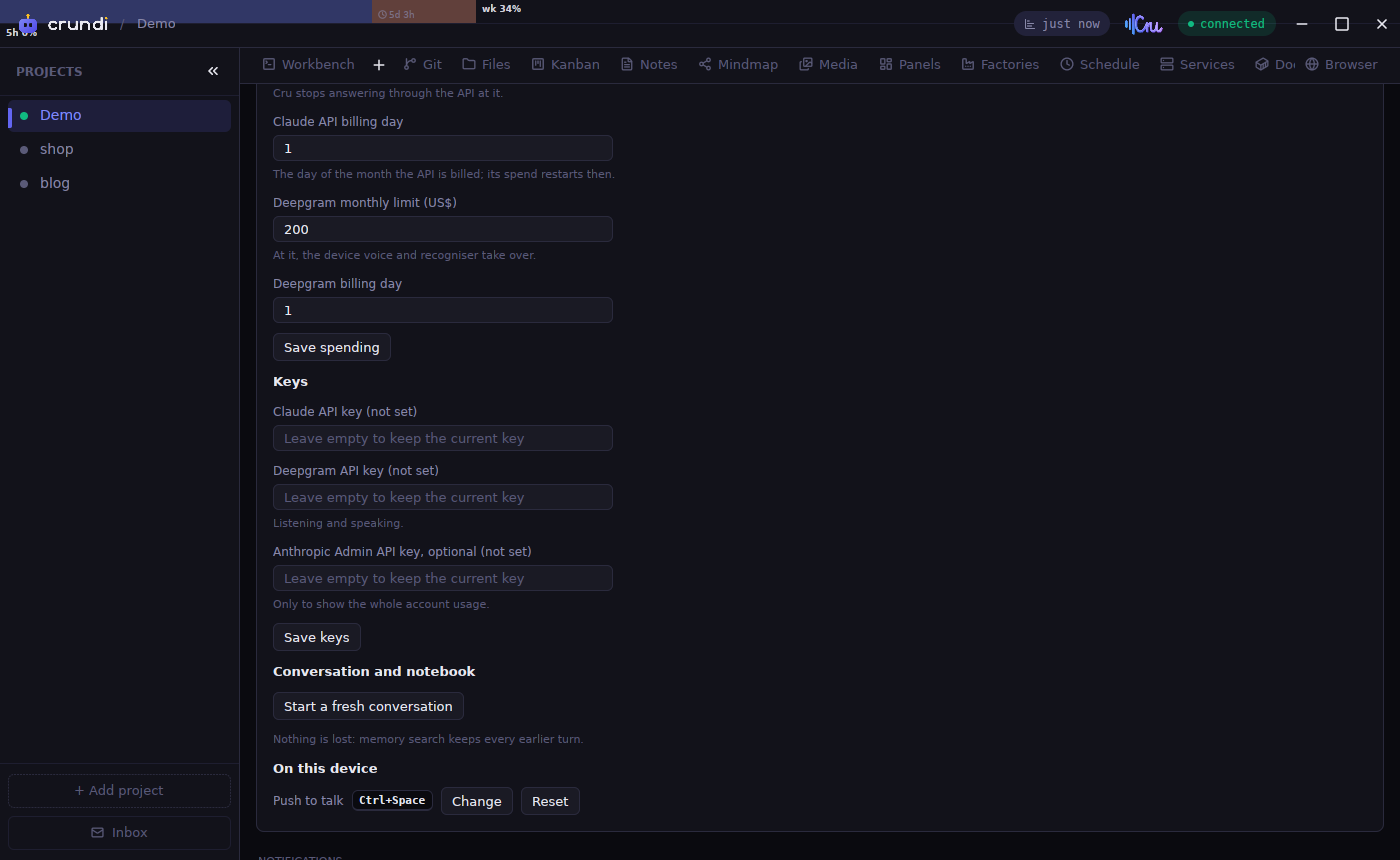 5h 0%
5d 3h
wk 34%
crundi / Demo
just now
Cru
connected
PROJECTS
Demo
shop
blog
+ Add project
Inbox
Workbench
+
Git
Files
Kanban
Notes
Mindmap
Media
Panels
Factories
Schedule
Services
Doc
Browser
Cru stops answering through the API at it.
Claude API billing day
1
The day of the month the API is billed; its spend restarts then.
Deepgram monthly limit (US$)
200
At it, the device voice and recogniser take over.
Deepgram billing day
1
Save spending
Keys
Claude API key (not set)
Leave empty to keep the current key
Deepgram API key (not set)
Leave empty to keep the current key
Listening and speaking.
Anthropic Admin API key, optional (not set)
Leave empty to keep the current key
Only to show the whole account usage.
Save keys
Conversation and notebook
Start a fresh conversation
Nothing is lost: memory search keeps every earlier turn.
On this device
Push to talk Ctrl+Space Change Reset
NOTIFICATIONS